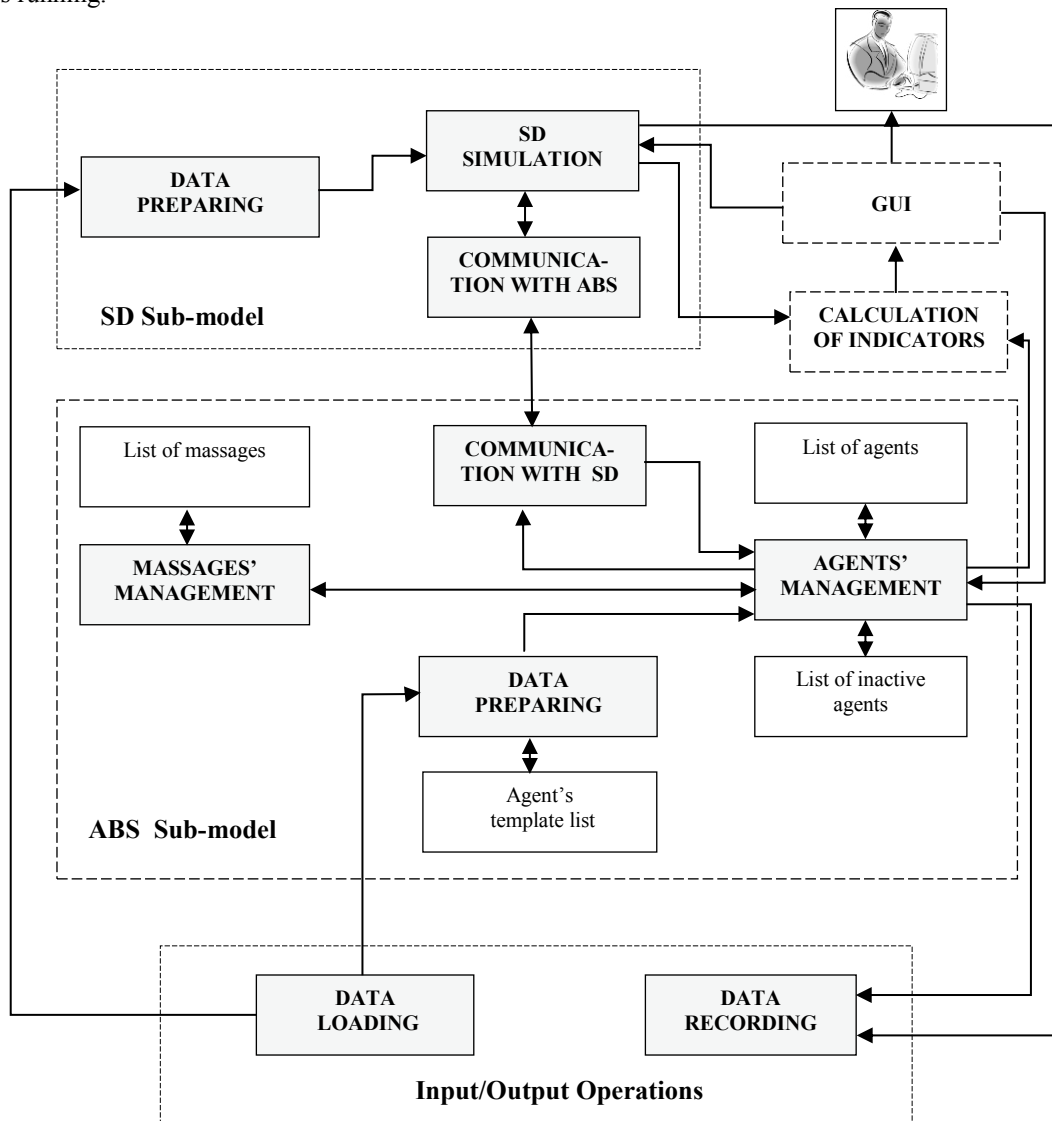 s running.
SD
SIMULATION
DATA
PREPARING
GUI
COMMUNICA-
TION WITH ABS
SD Sub-model
CALCULATION
OF INDICATORS
List of massages
COMMUNICA-
TION WITH SD
List of agents
MASSAGES'
MANAGEMENT
AGENTS'
MANAGEMENT
DATA
PREPARING
List of inactive
agents
Agent's
template list
ABS Sub-model
DATA
LOADING
DATA
RECORDING
Input/Output Operations